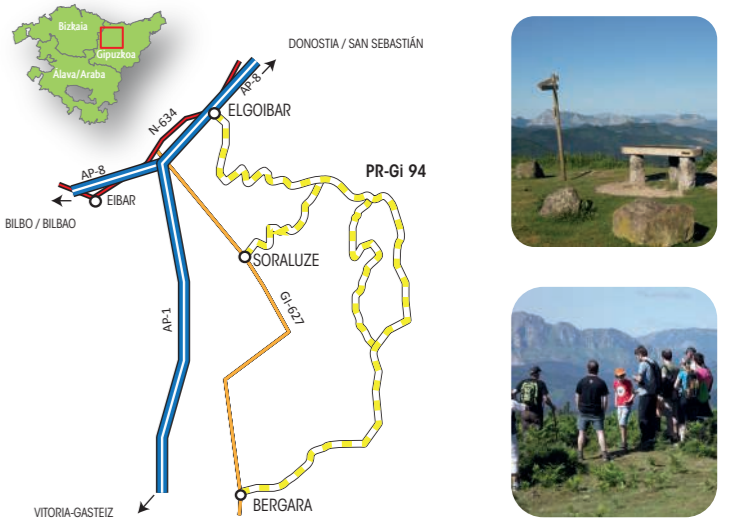 Bizkaia
Gipuzkoa
Álava/Araba
DONOSTIA / SAN SEBASTIÁN
AP-8
N-634
ELGOIBAR
PR-Gi 94
AP-8
EIBAR
BILBO / BILBAO
SORALUZE
GI-627
AP-1
BERGARA
VITORIA-GASTEIZ